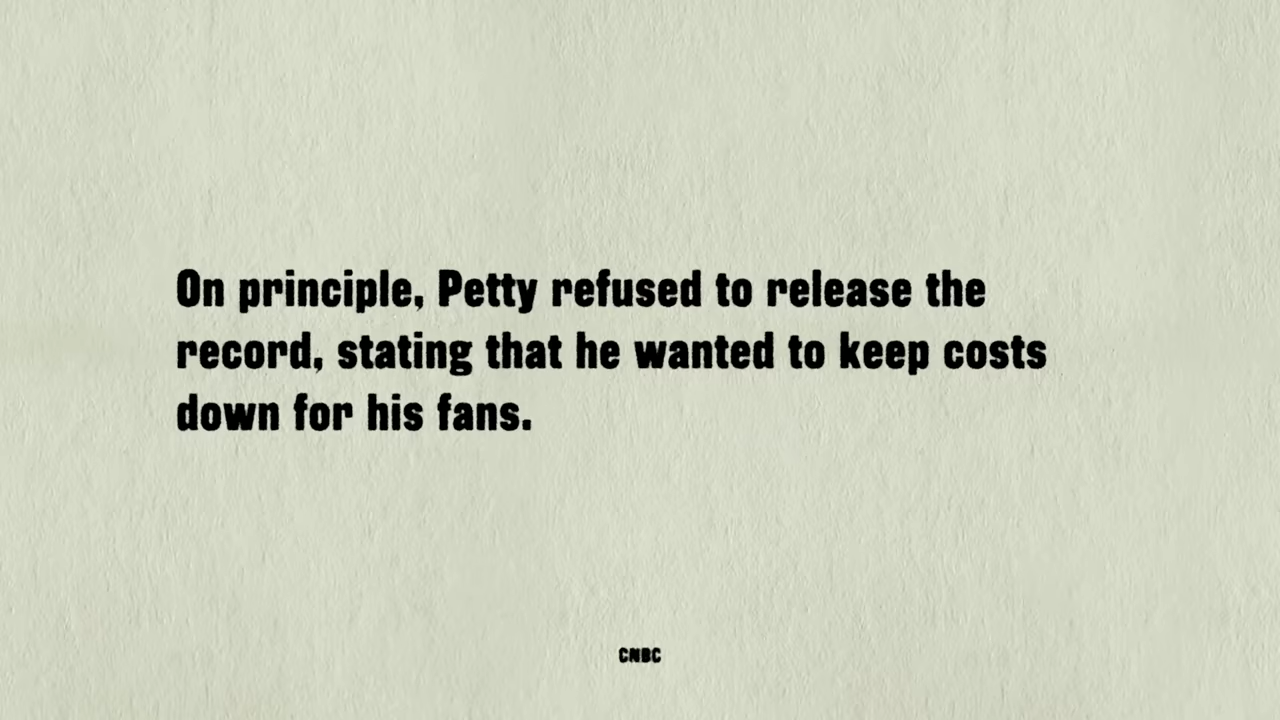 On principle, Petty refused to release the
record, stating that he wanted to keep costs
down for his fans.
CNBC